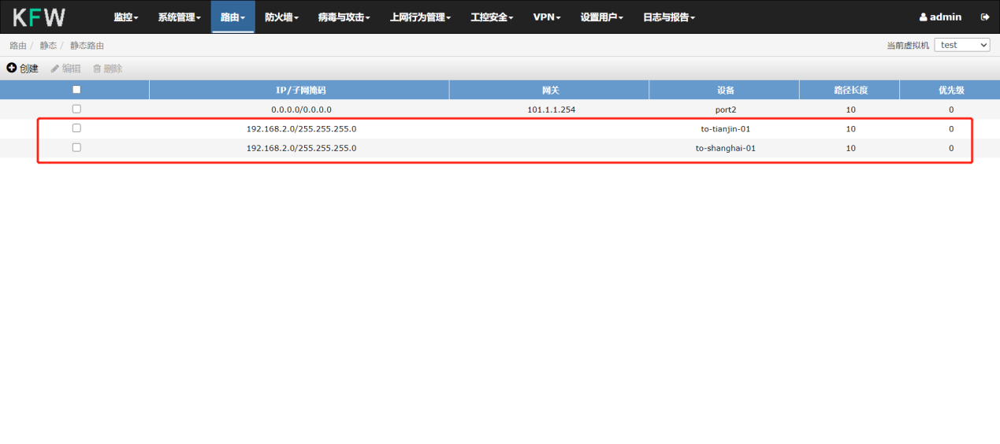 KFW 监控 系统管理 路由 防火墙 病毒与攻击 上网行为管理 工控安全 VPN 设置用户 日志与报告 admin
路由 / 静态 / 静态路由 当前虚拟机 test
创建 编辑 删除
IP/子网掩码 网关 设备 路径长度 优先级
0.0.0.0/0.0.0.0 101.1.1.254 port2 10 0
192.168.2.0/255.255.255.0 to-tianjin-01 10 0
192.168.2.0/255.255.255.0 to-shanghai-01 10 0